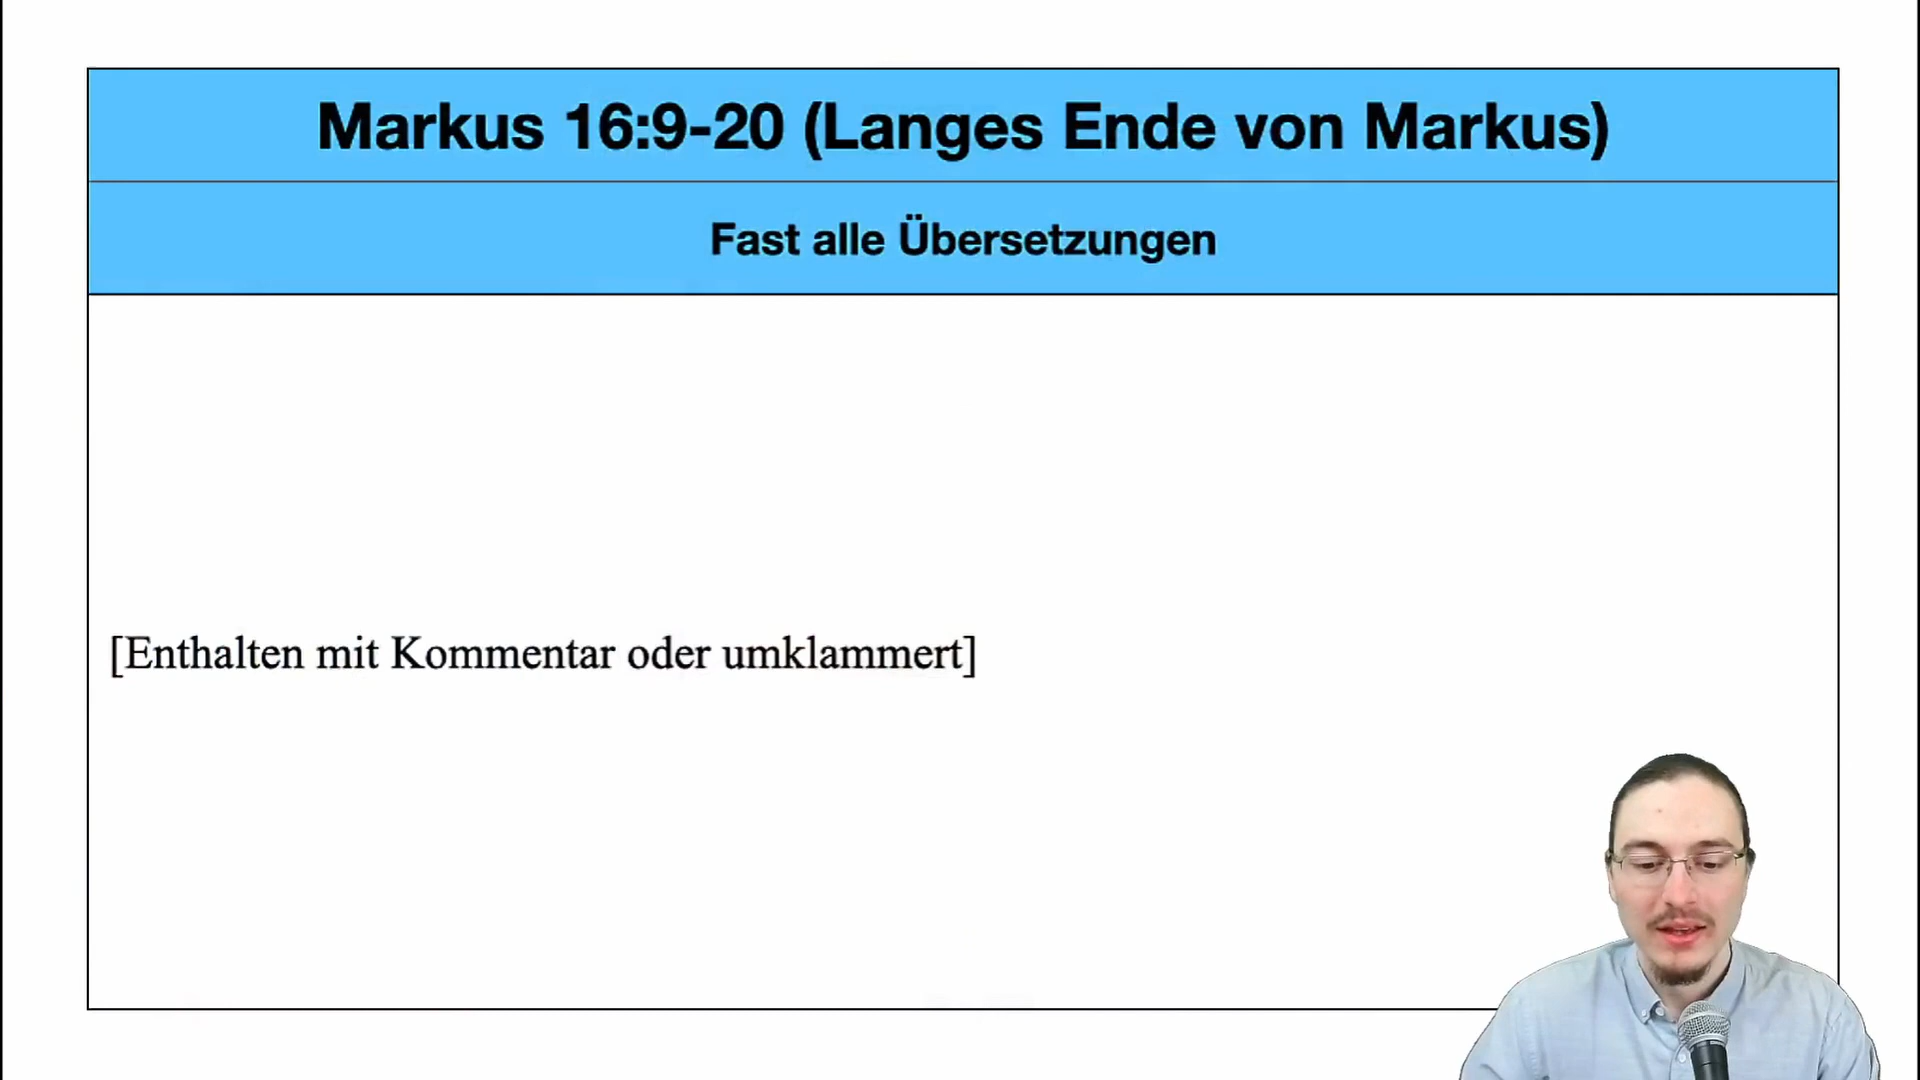 Markus 16:9-20 (Langes Ende von Markus)
Fast alle Übersetzungen
[Enthalten mit Kommentar oder umklammert]